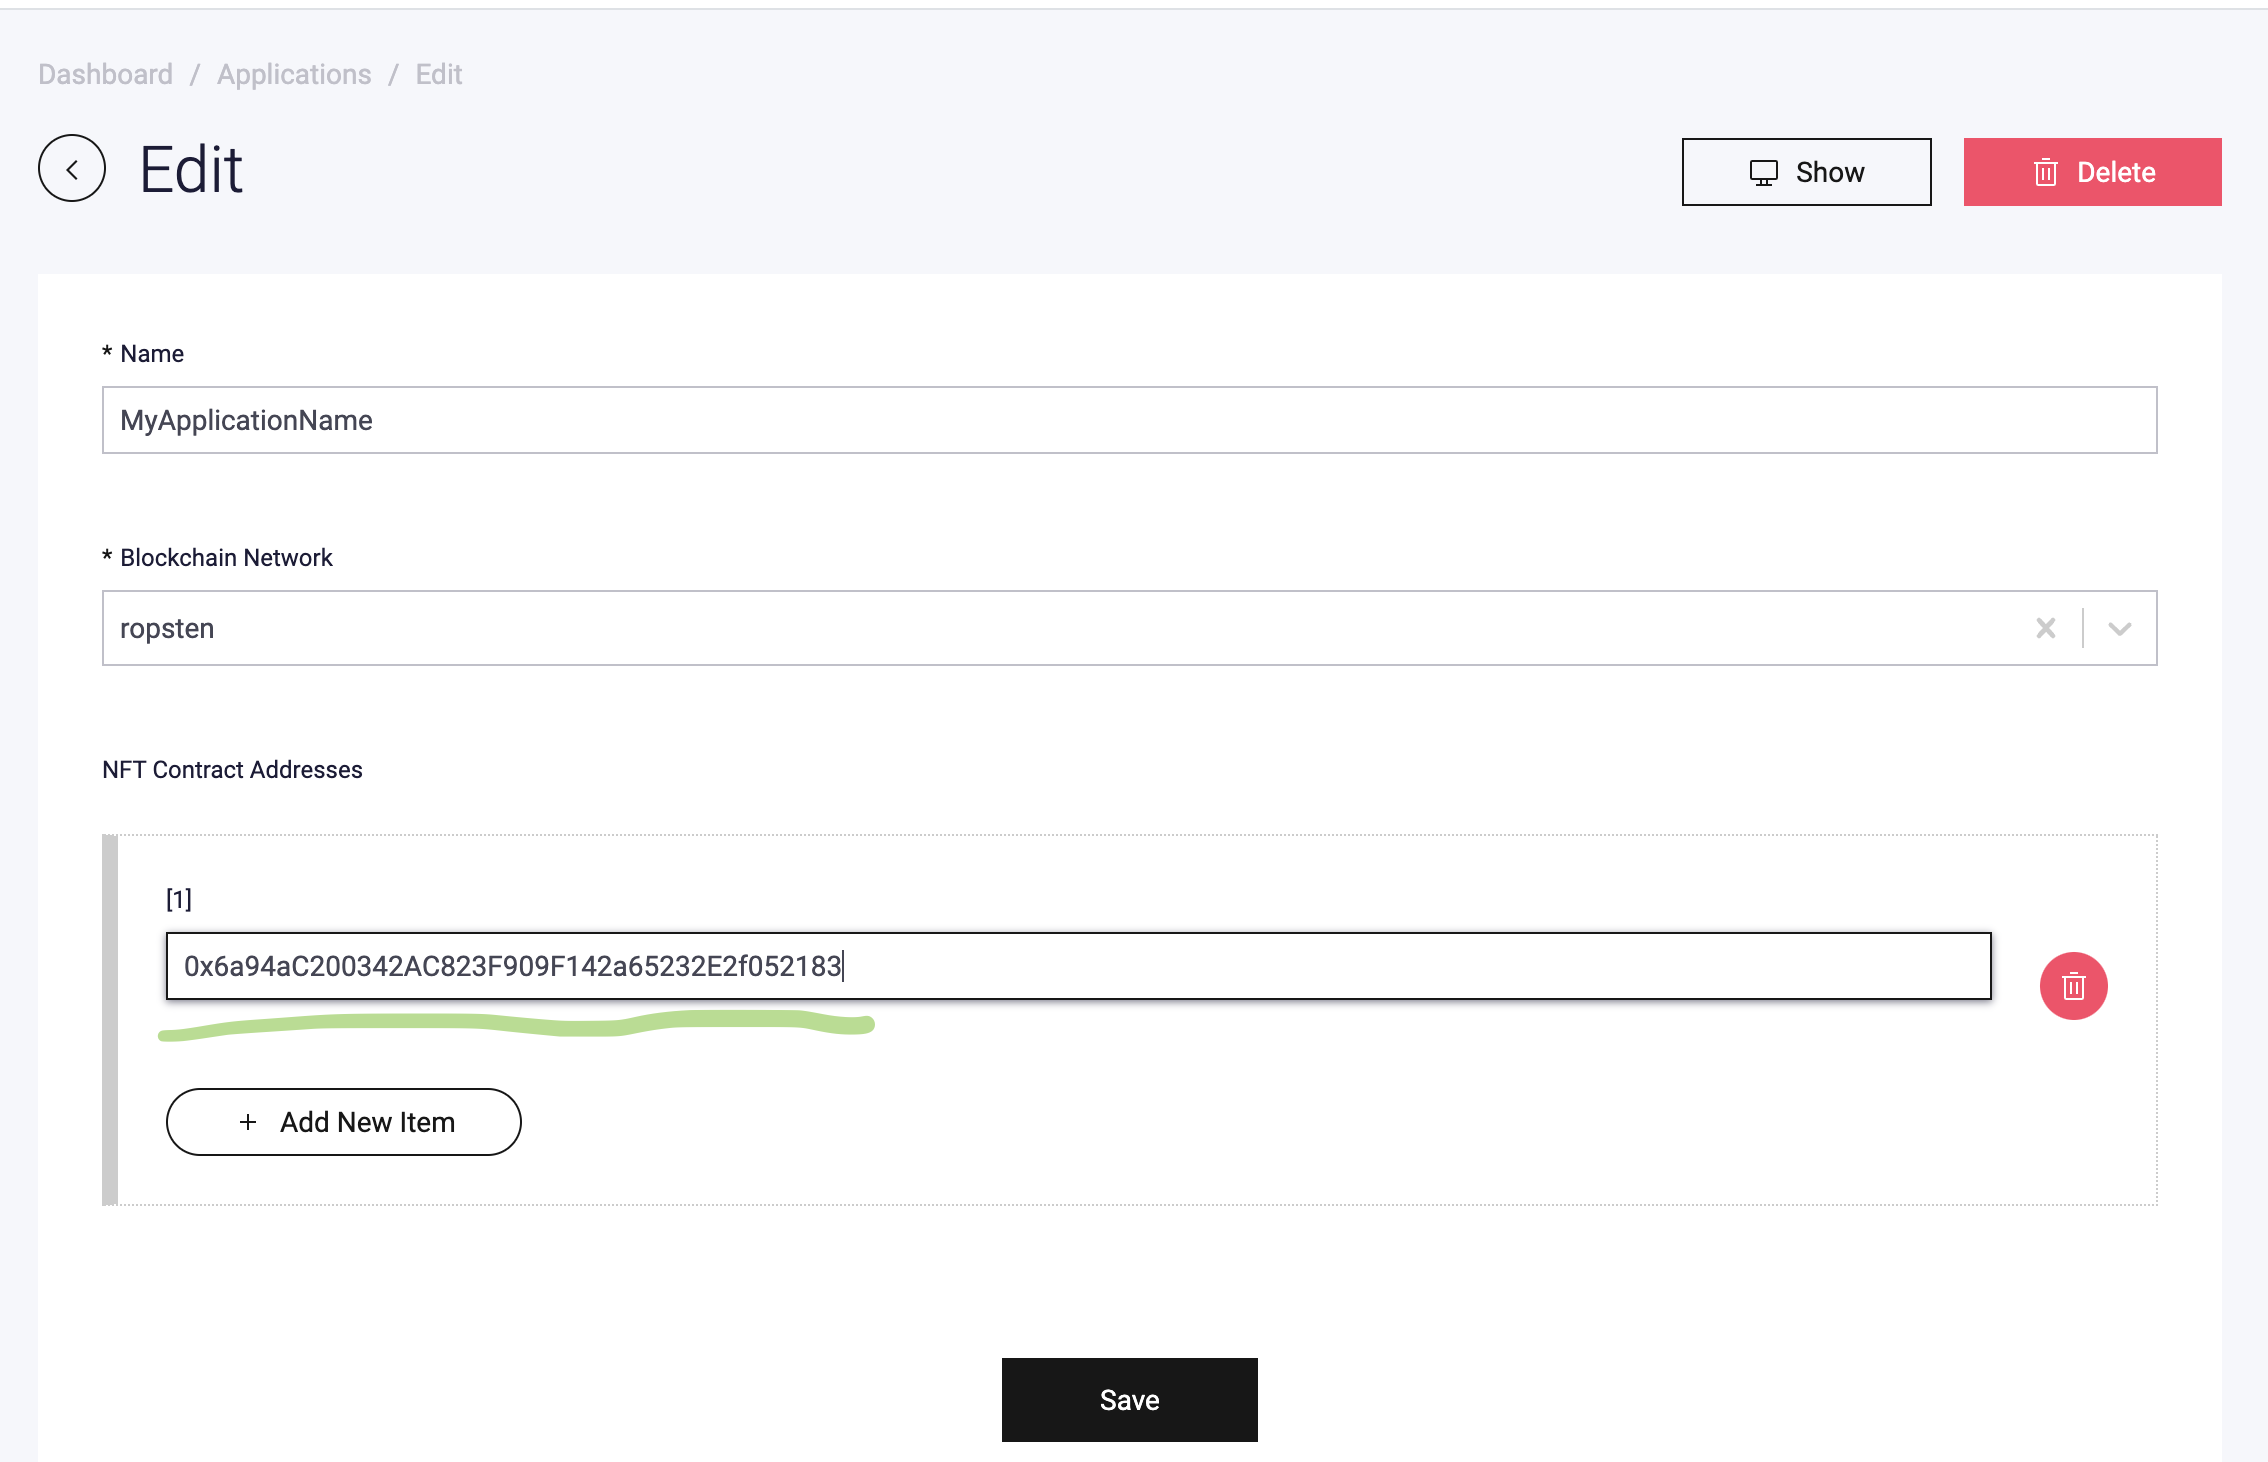 Dashboard / Applications / Edit
Edit
Show
Delete
* Name
MyApplicationName
* Blockchain Network
ropsten
NFT Contract Addresses
[1]
0x6a94aC200342AC823F909F142a65232E2f052183
+ Add New Item
Save